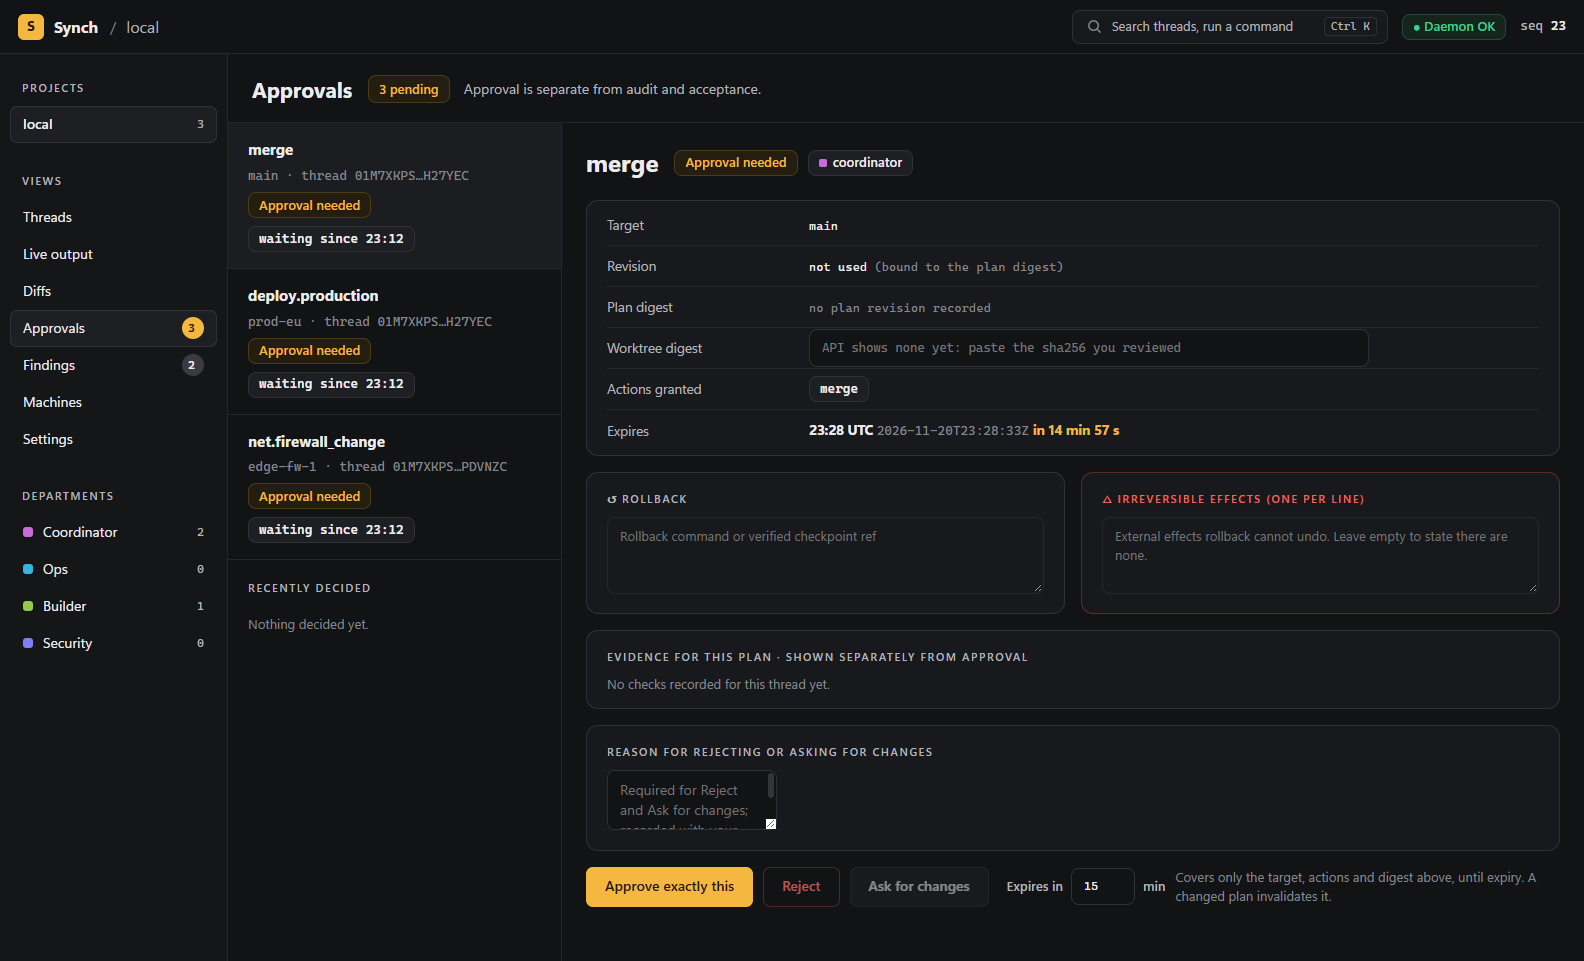 S Synch / local
Search threads, run a command Ctrl K
Daemon OK
seq 23
PROJECTS
local 3
VIEWS
Threads
Live output
Diffs
Approvals 3
Findings 2
Machines
Settings
DEPARTMENTS
Coordinator 2
Ops 0
Builder 1
Security 0
Approvals 3 pending Approval is separate from audit and acceptance.
merge
main · thread 01M7XKPS…H27YEC
Approval needed
waiting since 23:12
deploy.production
prod-eu · thread 01M7XKPS…H27YEC
Approval needed
waiting since 23:12
net.firewall_change
edge-fw-1 · thread 01M7XKPS…PDVNZC
Approval needed
waiting since 23:12
RECENTLY DECIDED
Nothing decided yet.
merge Approval needed coordinator
Target main
Revision not used (bound to the plan digest)
Plan digest no plan revision recorded
Worktree digest API shows none yet: paste the sha256 you reviewed
Actions granted merge
Expires 23:28 UTC 2026-11-20T23:28:33Z in 14 min 57 s
↺ ROLLBACK
Rollback command or verified checkpoint ref
△ IRREVERSIBLE EFFECTS (ONE PER LINE)
External effects rollback cannot undo. Leave empty to state there are
none.
EVIDENCE FOR THIS PLAN · SHOWN SEPARATELY FROM APPROVAL
No checks recorded for this thread yet.
REASON FOR REJECTING OR ASKING FOR CHANGES
Required for Reject
and Ask for changes;
recorded with your
Approve exactly this Reject Ask for changes Expires in 15 min
Covers only the target, actions and digest above, until expiry. A
changed plan invalidates it.